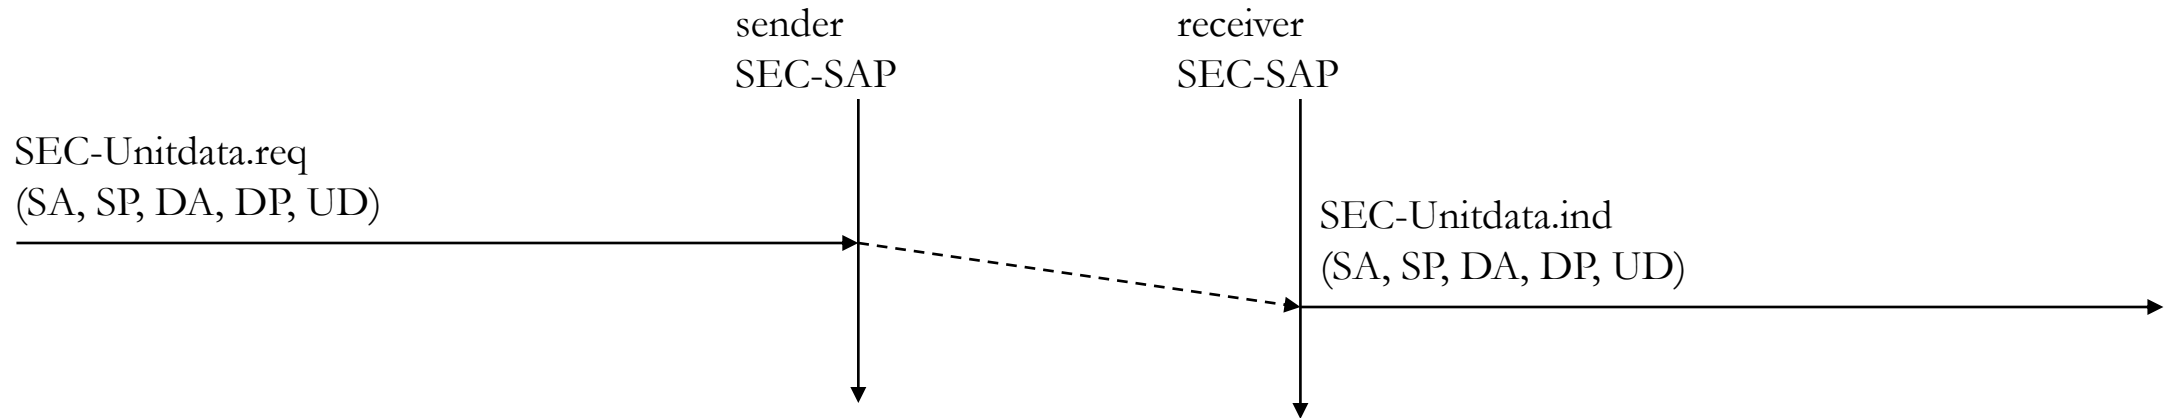 sender
SEC-SAP
receiver
SEC-SAP
SEC-Unitdata.req
(SA, SP, DA, DP, UD)
SEC-Unitdata.ind
(SA, SP, DA, DP, UD)